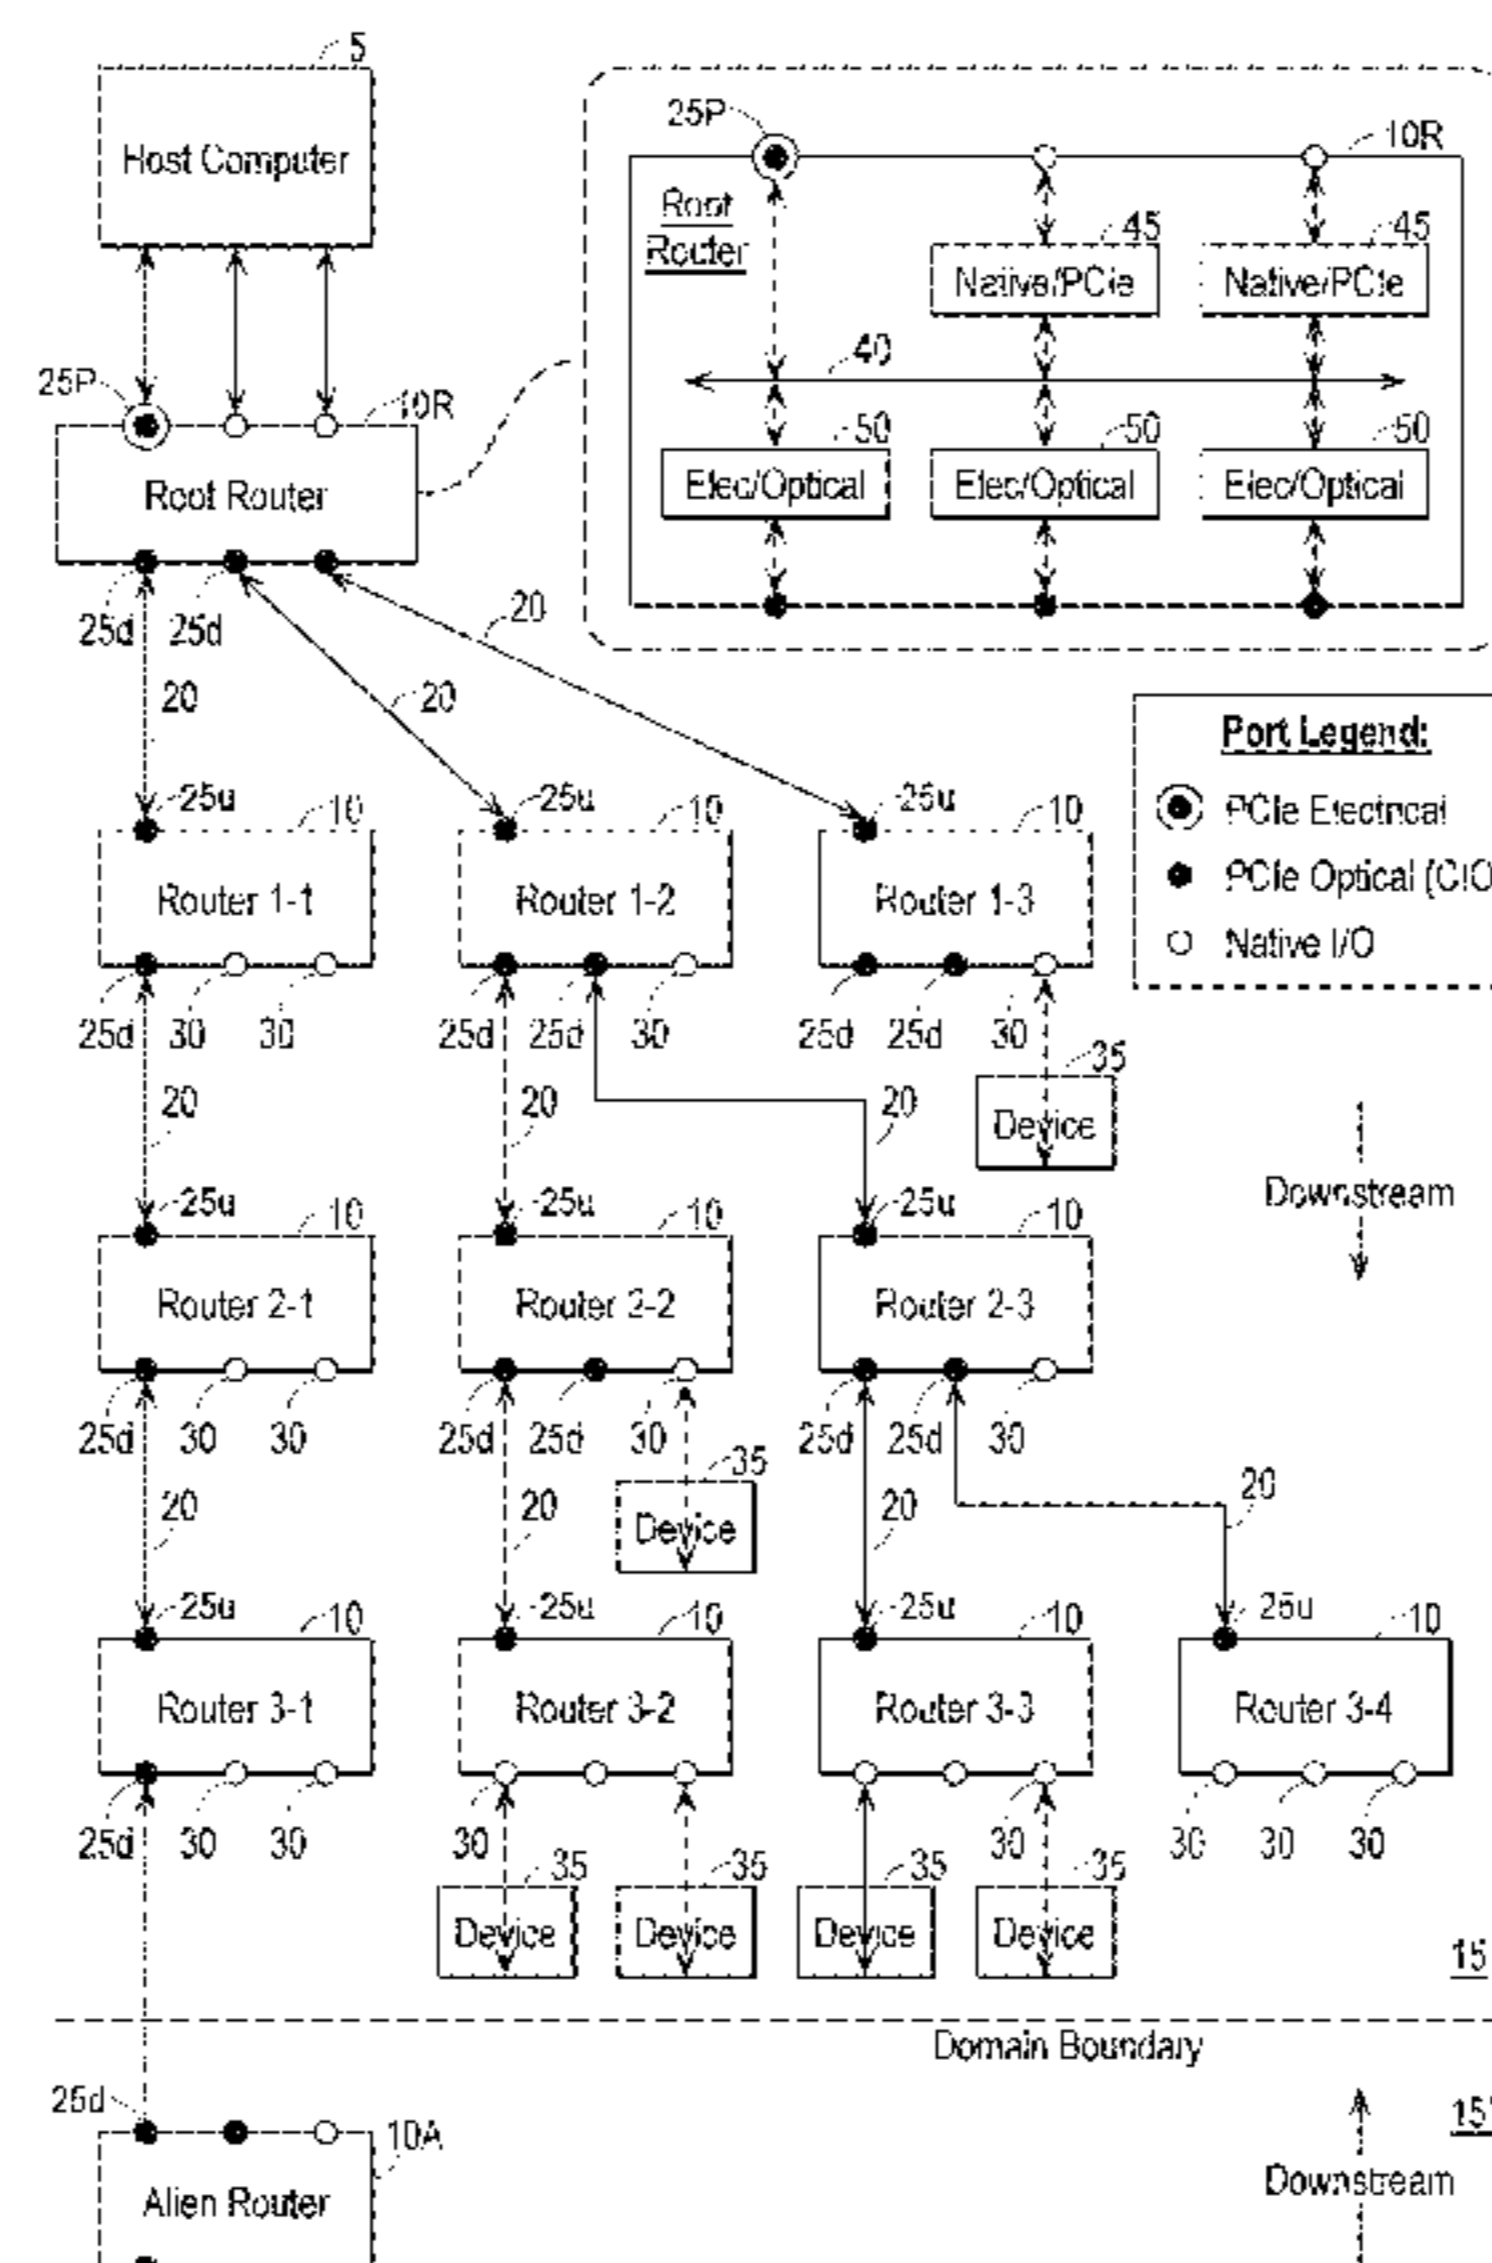 5
Host Computer
25P
10R
Root
Router
45
45
Native/PCIe
Native/PCIe
40
25P
10R
50
50
50
Root Router
Elec/Optical
Elec/Optical
Elec/Optical
25d
25d
20
20
20
Port Legend:
PCIe Electrical
PCIe Optical (CIO
Native I/O
25u
10
25u
10
25u
10
Router 1-1
Router 1-2
Router 1-3
25d
30
30
25d
25d
30
25d
25d
30
35
Device
20
20
20
Downstream
25u
10
25u
10
25u
10
Router 2-1
Router 2-2
Router 2-3
25d
30
30
25d
25d
30
25d
25d
30
35
Device
20
20
20
20
25u
10
25u
10
25u
10
25u
10
Router 3-1
Router 3-2
Router 3-3
Router 3-4
25d
30
30
30
30
30
30
30
35
35
35
35
Device
Device
Device
Device
15
Domain Boundary
25d
10A
15'
Alien Router
Downstream